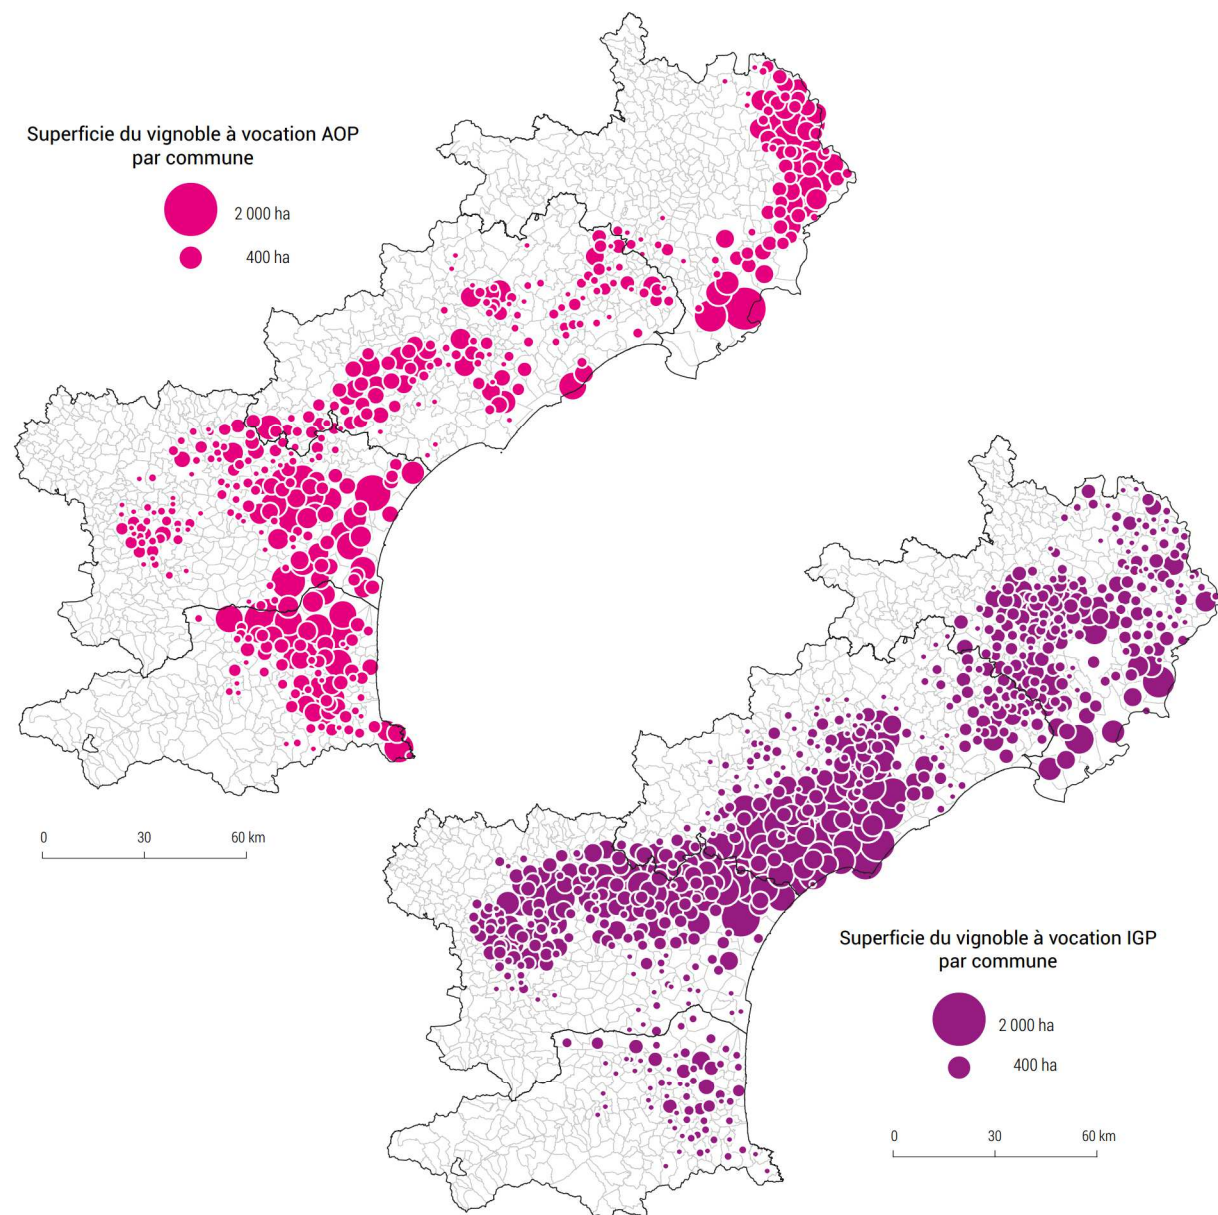 Superficie du vignoble à vocation AOP
par commune
2 000 ha
400 ha
0 30 60 km
Superficie du vignoble à vocation IGP
par commune
2 000 ha
400 ha
0 30 60 km